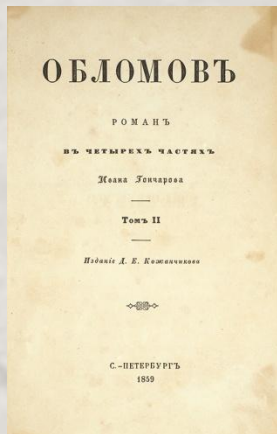 ОБЛОМОВЪ
РОМАНЪ
ВЪ ЧЕТЫРЕХЪ ЧАСТЯХЪ
Ивана Гончарова
Томъ II
Изданіе Д. Е. Кожанчикова
С.-ПЕТЕРБУРГЪ
1859